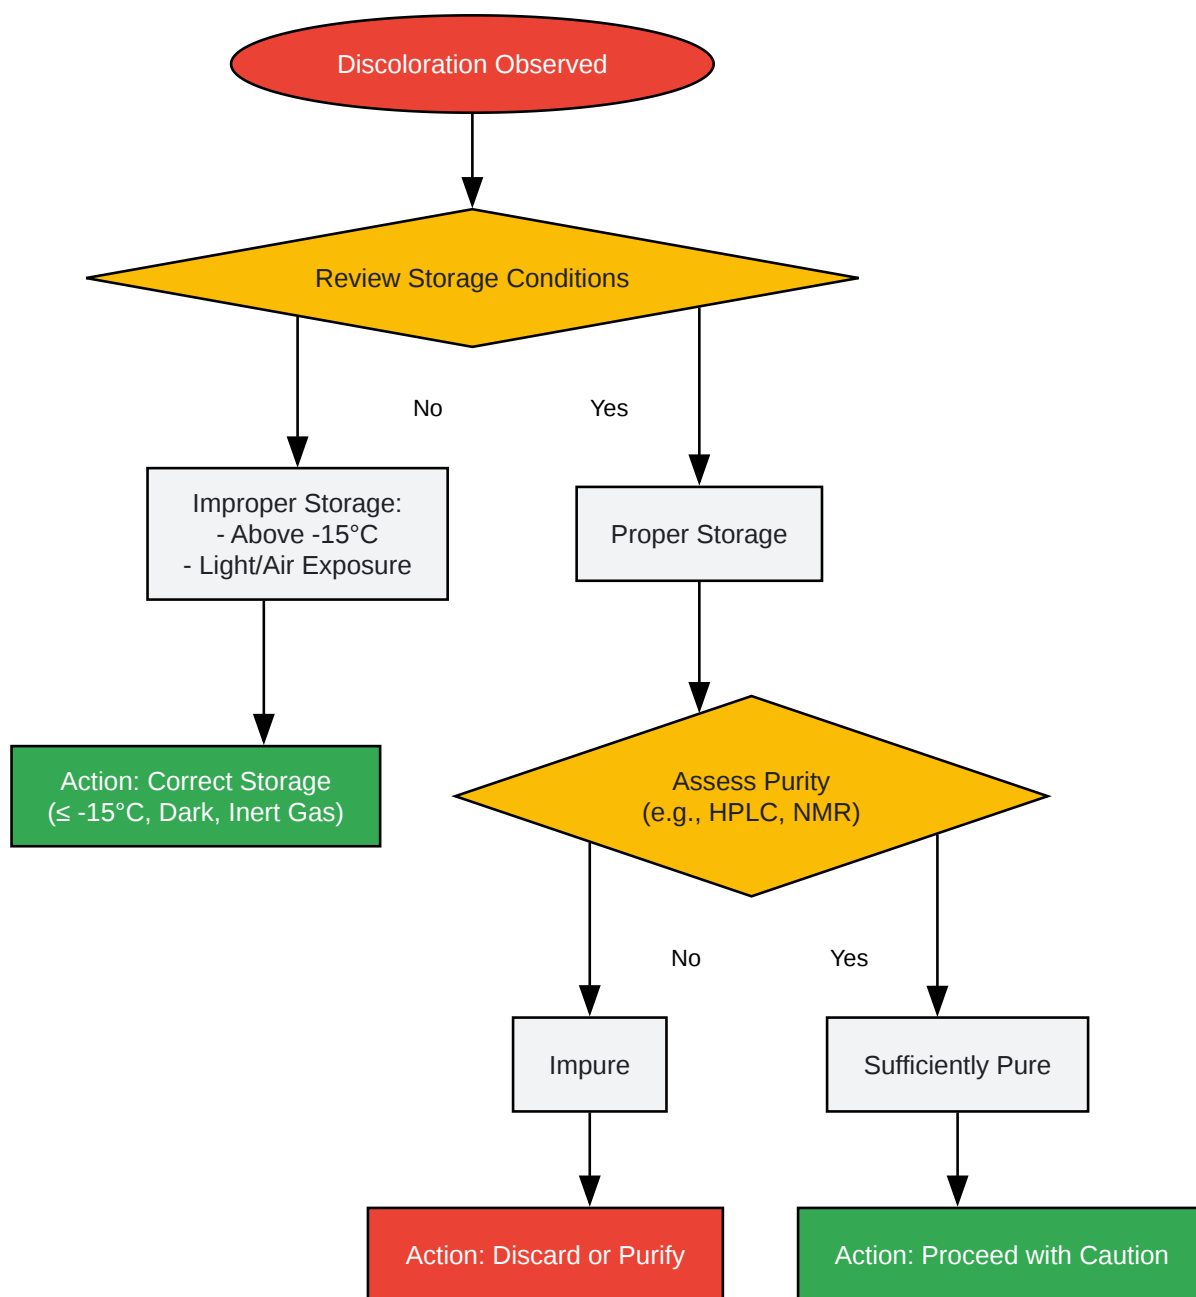 Discoloration Observed
Review Storage Conditions
No
Yes
Improper Storage:
- Above -15°C
- Light/Air Exposure
Proper Storage
Action: Correct Storage
(≤ -15°C, Dark, Inert Gas)
Assess Purity
(e.g., HPLC, NMR)
No
Yes
Impure
Sufficiently Pure
Action: Discard or Purify
Action: Proceed with Caution